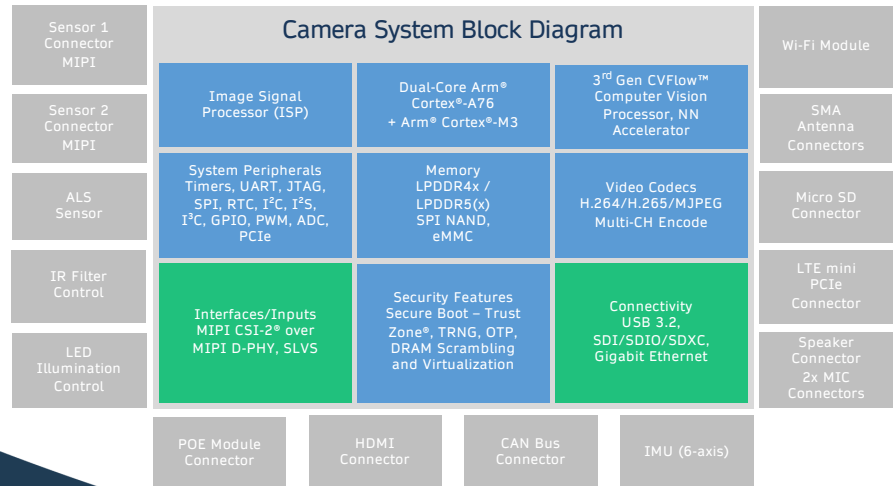 Camera System Block Diagram
Sensor 1
Connector
MIPI
Sensor 2
Connector
MIPI
ALS
Sensor
IR Filter
Control
LED
Illumination
Control
Image Signal
Processor (ISP)
Dual-Core Arm®
Cortex®-A76
+ Arm® Cortex®-M3
3rd Gen CVFlow™
Computer Vision
Processor, NN
Accelerator
System Peripherals
Timers, UART, JTAG,
SPI, RTC, I²C, I²S,
I³C, GPIO, PWM, ADC,
PCIe
Memory
LPDDR4x /
LPDDR5(x)
SPI NAND,
eMMC
Video Codecs
H.264/H.265/MJPEG
Multi-CH Encode
Interfaces/Inputs
MIPI CSI-2® over
MIPI D-PHY, SLVS
Security Features
Secure Boot – Trust
Zone®, TRNG, OTP,
DRAM Scrambling
and Virtualization
Connectivity
USB 3.2,
SDI/SDIO/SDXC,
Gigabit Ethernet
Wi-Fi Module
SMA
Antenna
Connectors
Micro SD
Connector
LTE mini
PCIe
Connector
Speaker
Connector
2x MIC
Connectors
POE Module
Connector
HDMI
Connector
CAN Bus
Connector
IMU (6-axis)